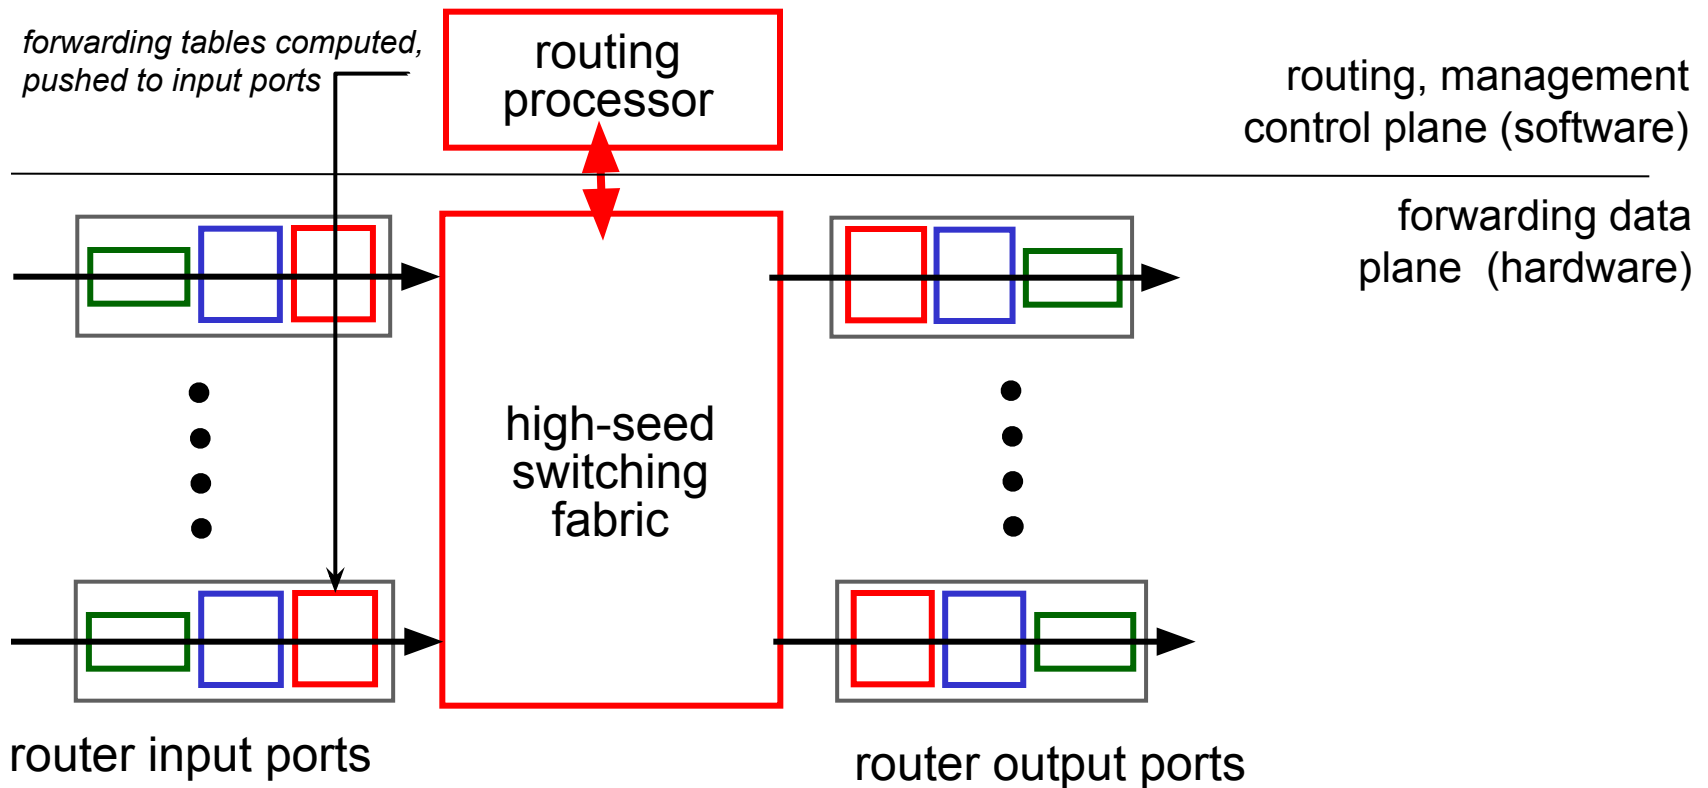 forwarding tables computed,
pushed to input ports
routing
processor
routing, management
control plane (software)
forwarding data
plane (hardware)
high-seed
switching
fabric
router input ports
router output ports